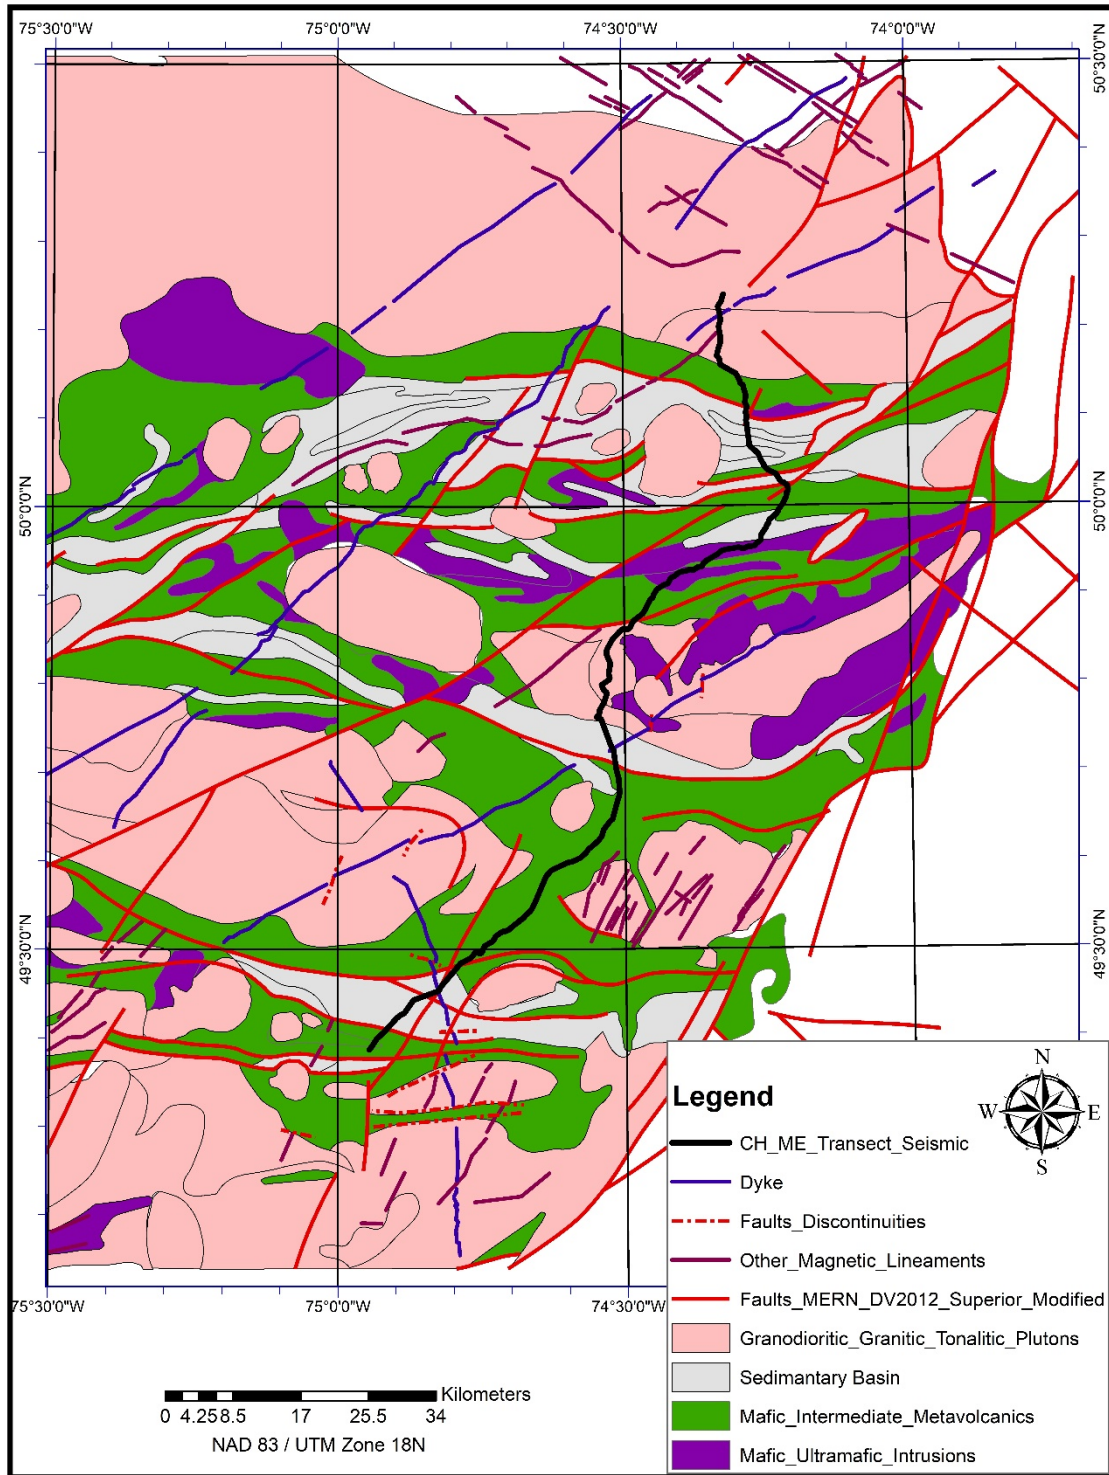 75°30'0"W 75°0'0"W 74°30'0"W 74°0'0"W
50°30'0"N
50°0'0"N 50°0'0"N
49°30'0"N 49°30'0"N
75°30'0"W 75°0'0"W 74°30'0"W
Legend
N
W E
S
CH_ME_Transect_Seismic
Dyke
Faults_Discontinuities
Other_Magnetic_Lineaments
Faults_MERN_DV2012_Superior_Modified
Granodioritic_Granitic_Tonalitic_Plutons
Sedimantary Basin
Mafic_Intermediate_Metavolcanics
Mafic_Ultramafic_Intrusions
Kilometers
0 4.25 8.5 17 25.5 34
NAD 83 / UTM Zone 18N